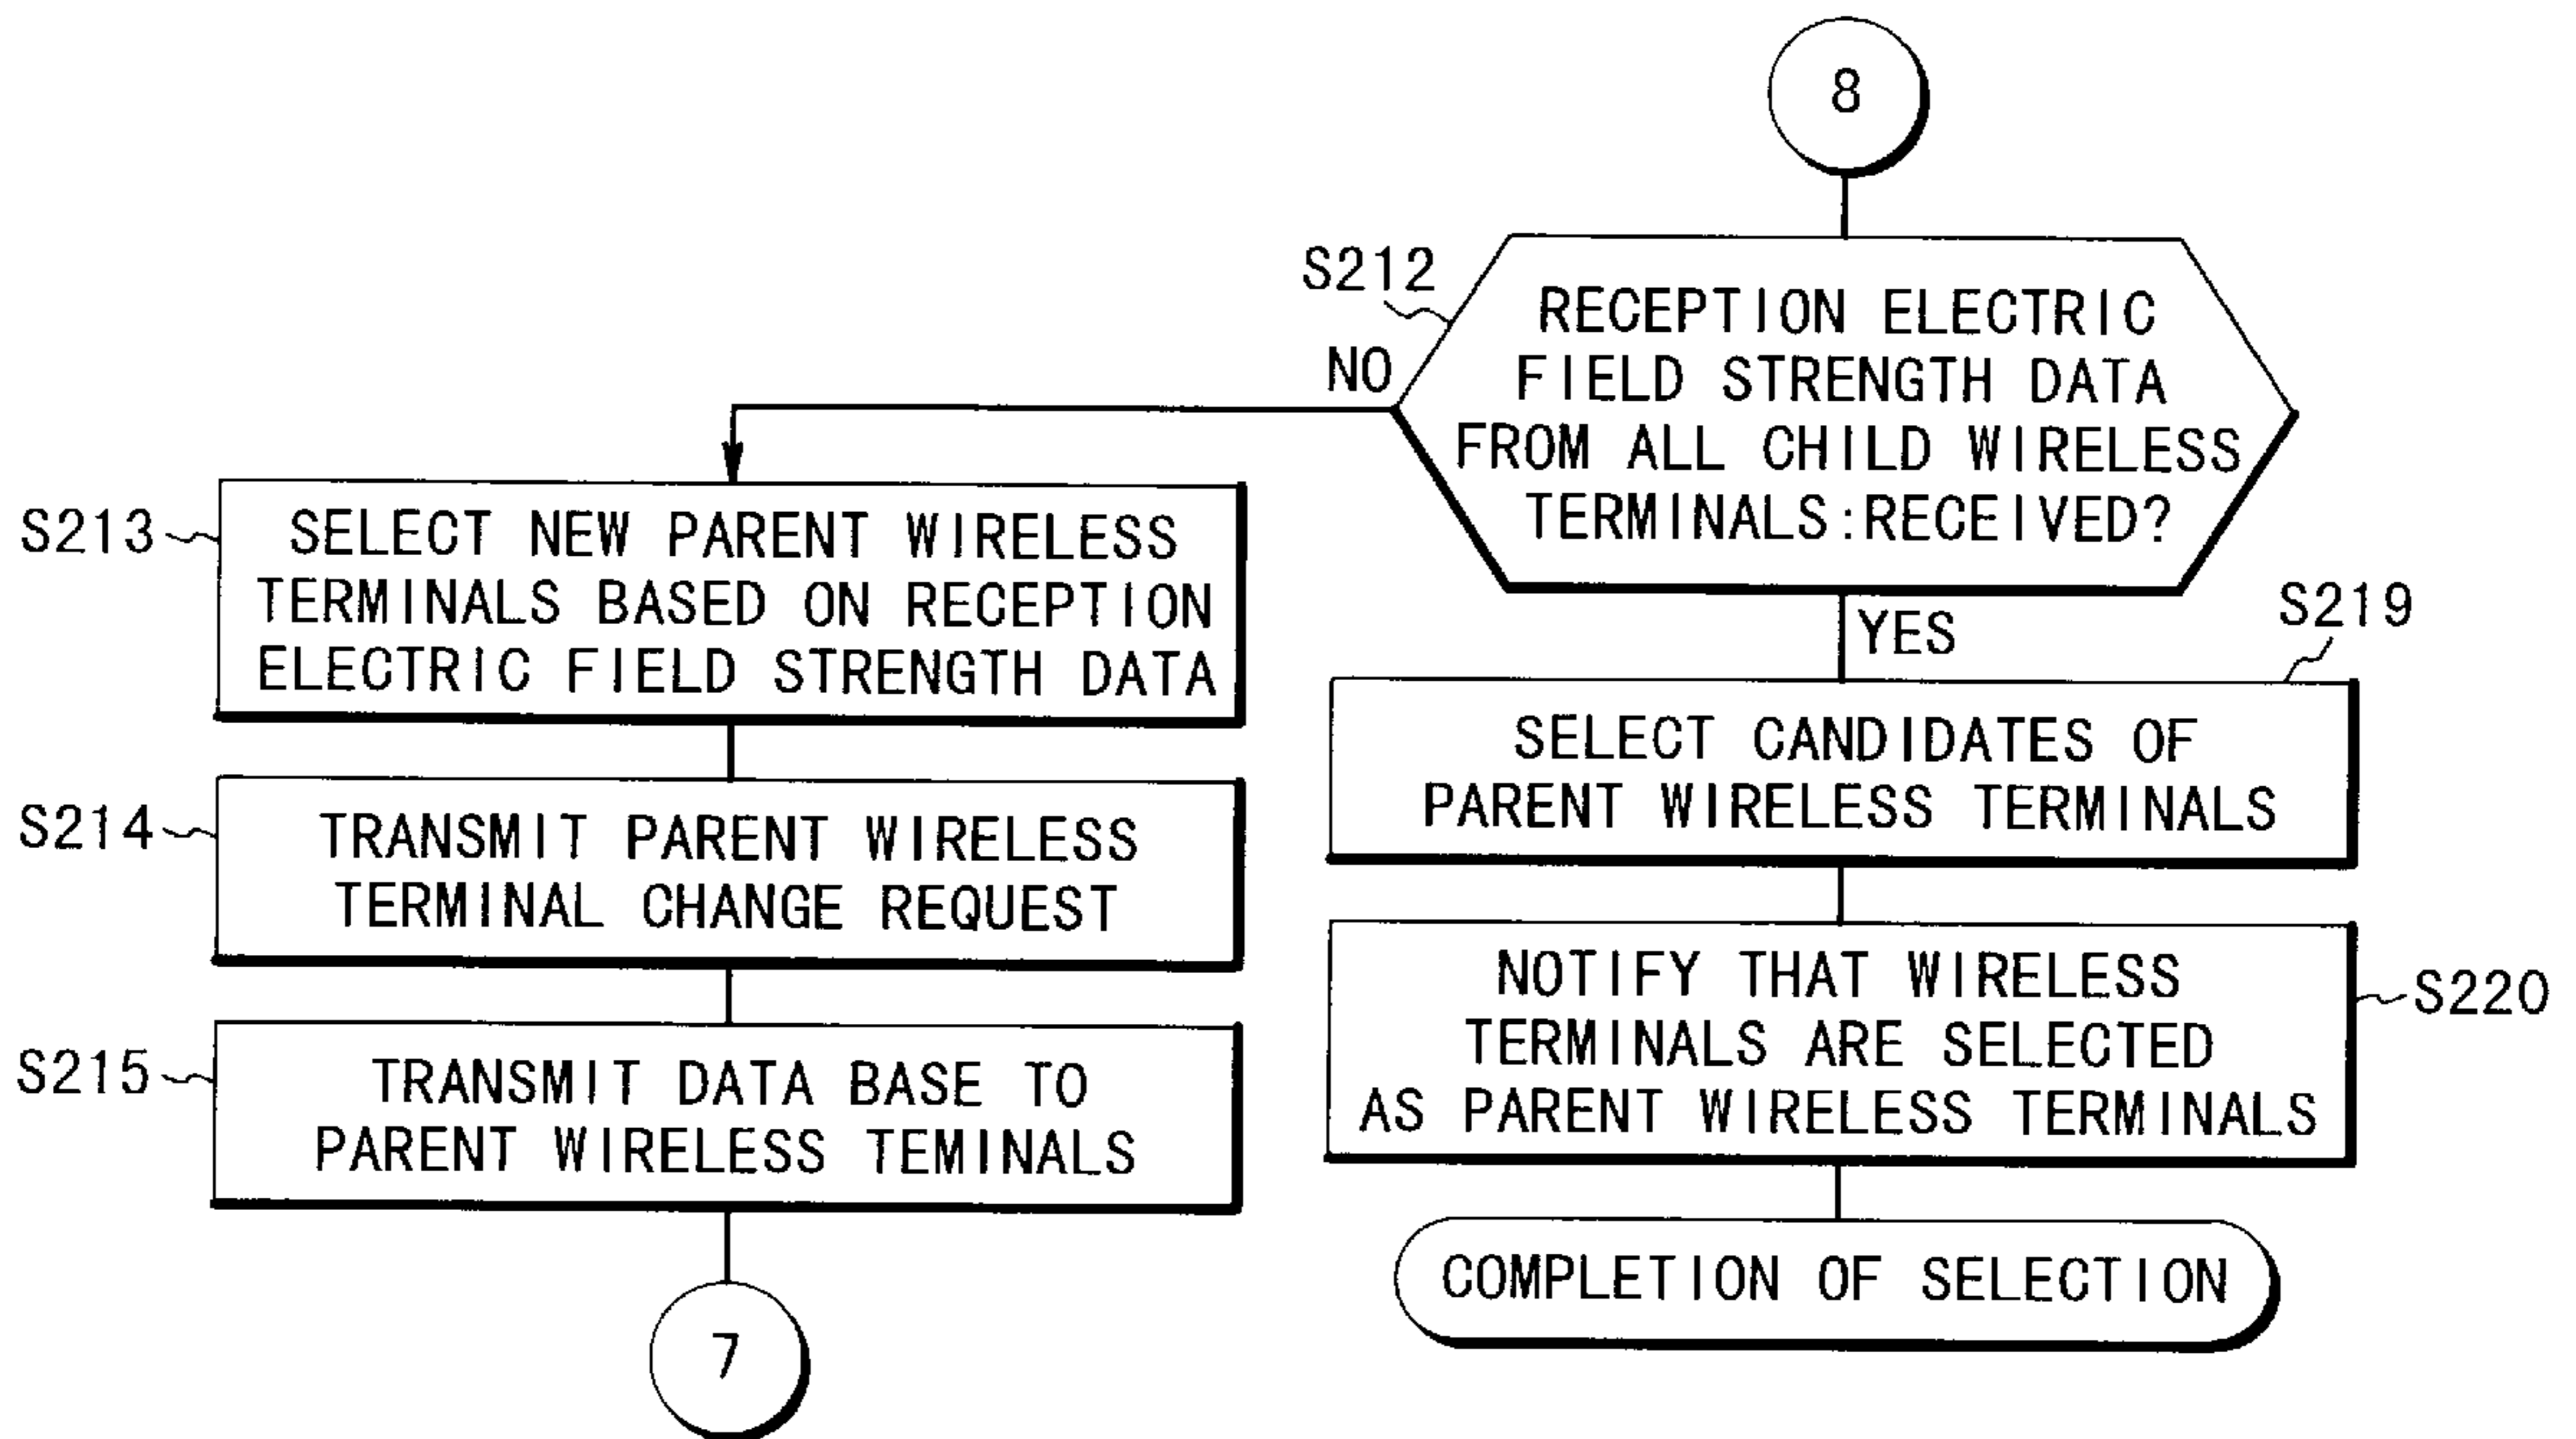 8
S212
RECEPTION ELECTRIC
FIELD STRENGTH DATA
FROM ALL CHILD WIRELESS
TERMINALS:RECEIVED?
NO
YES
S213
SELECT NEW PARENT WIRELESS
TERMINALS BASED ON RECEPTION
ELECTRIC FIELD STRENGTH DATA
S214
TRANSMIT PARENT WIRELESS
TERMINAL CHANGE REQUEST
S215
TRANSMIT DATA BASE TO
PARENT WIRELESS TEMINALS
7
S219
SELECT CANDIDATES OF
PARENT WIRELESS TERMINALS
NOTIFY THAT WIRELESS
TERMINALS ARE SELECTED
AS PARENT WIRELESS TERMINALS
S220
COMPLETION OF SELECTION